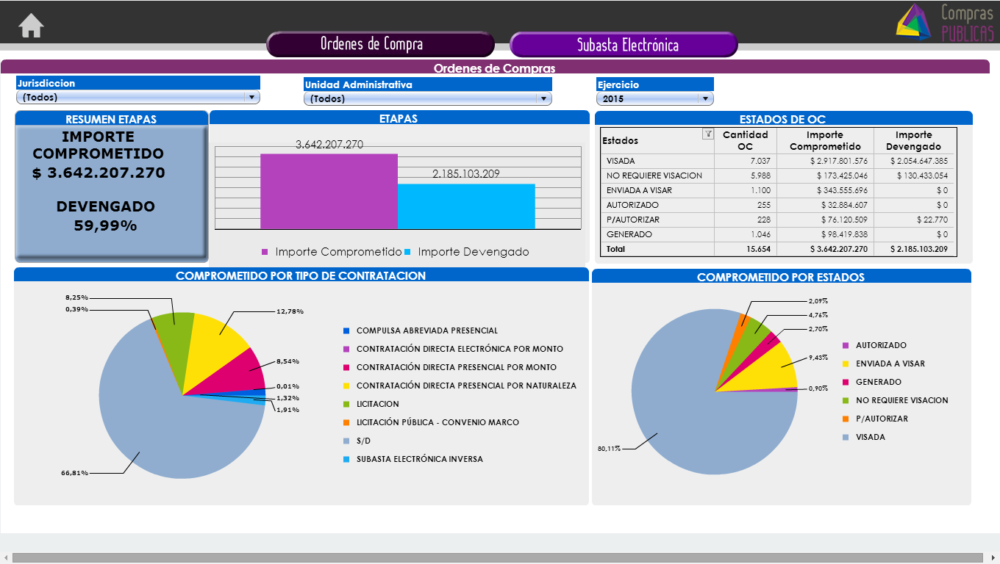 Compras
PUBLICAS
Ordenes de Compra
Subasta Electrónica
Ordenes de Compras
Jurisdiccion
Unidad Administrativa
Ejercicio
(Todos)
(Todos)
2015
RESUMEN ETAPAS
IMPORTE
COMPROMETIDO
$ 3.642.207.270
DEVENGADO
59,99%
ETAPAS
3.642.207.270
2.185.103.209
Importe Comprometido
Importe Devengado
ESTADOS DE OC
Estados Cantidad OC Importe Comprometido Importe Devengado
VISADA 7.037 $ 2.917.801.576 $ 2.054.647.385
NO REQUIERE VISACION 5.988 $ 173.425.046 $ 130.433.054
ENVIADA A VISAR 1.100 $ 343.555.696 $ 0
AUTORIZADO 255 $ 32.884.607 $ 0
P/AUTORIZAR 228 $ 76.120.509 $ 22.770
GENERADO 1.046 $ 98.419.838 $ 0
Total 15.654 $ 3.642.207.270 $ 2.185.103.209
COMPROMETIDO POR TIPO DE CONTRATACION
8,25%
0,39%
12,78%
8,54%
0,01%
1,32%
1,91%
66,81%
COMPULSA ABREVIADA PRESENCIAL
CONTRATACIÓN DIRECTA ELECTRÓNICA POR MONTO
CONTRATACIÓN DIRECTA PRESENCIAL POR MONTO
CONTRATACIÓN DIRECTA PRESENCIAL POR NATURALEZA
LICITACION
LICITACIÓN PÚBLICA - CONVENIO MARCO
S/D
SUBASTA ELECTRÓNICA INVERSA
COMPROMETIDO POR ESTADOS
2,09%
4,76%
2,70%
9,43%
0,90%
80,11%
AUTORIZADO
ENVIADA A VISAR
GENERADO
NO REQUIERE VISACION
P/AUTORIZAR
VISADA